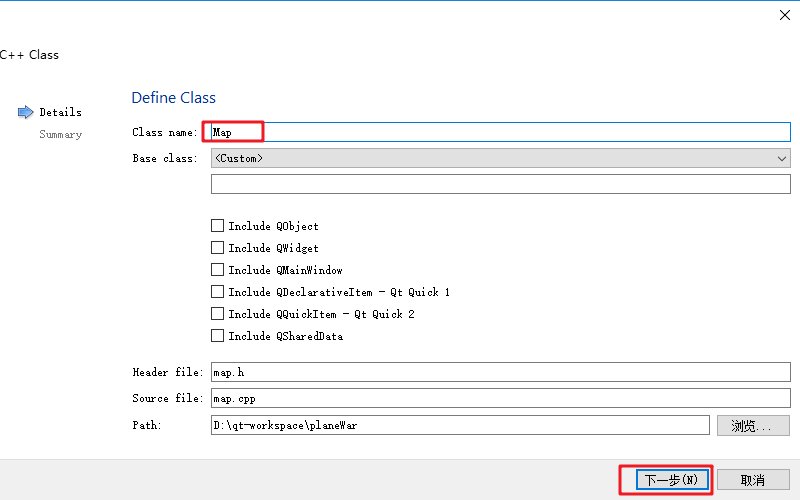 C++ Class
Define Class
Details
Summary
Class name: Map
Base class: <Custom>
Include QObject
Include QWidget
Include QMainWindow
Include QDeclarativeItem - Qt Quick 1
Include QQuickItem - Qt Quick 2
Include QSharedData
Header file: map.h
Source file: map.cpp
Path: D:\qt-workspace\planeWar 浏览...
下一步(N) 取消